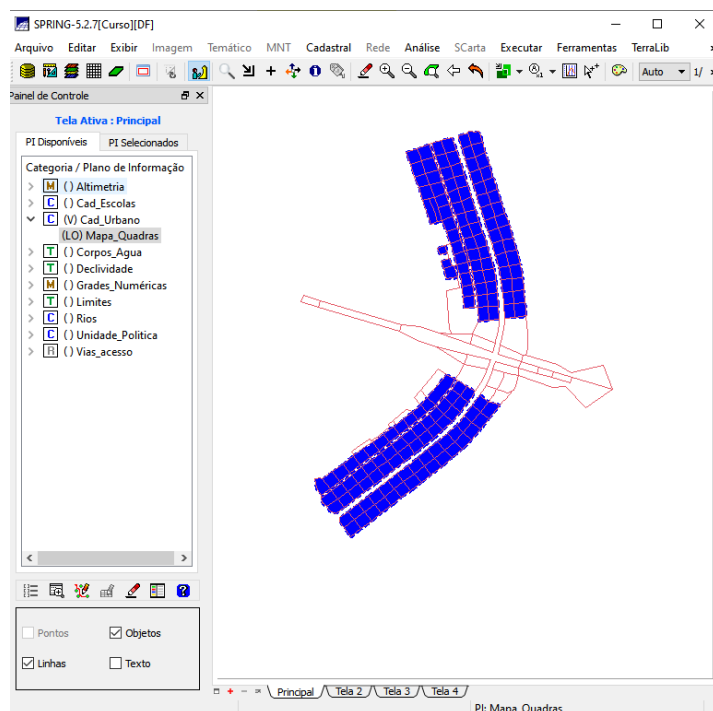 SPRING-5.2.7[Curso][DF]
Arquivo Editar Exibir Imagem Temático MNT Cadastral Rede Análise SCarta Executar Ferramentas TerraLib
Auto 1/
Painel de Controle
Tela Ativa : Principal
PI Disponíveis PI Selecionados
Categoria / Plano de Informação
M ( ) Altimetria
C ( ) Cad_Escolas
C (V) Cad_Urbano
(LO) Mapa_Quadras
T ( ) Corpos_Agua
T ( ) Declividade
M ( ) Grades_Numéricas
T ( ) Limites
C ( ) Rios
C ( ) Unidade_Politica
R ( ) Vias_acesso
Pontos Objetos
Linhas Texto
Principal Tela 2 Tela 3 Tela 4
PI: Mapa_Quadras